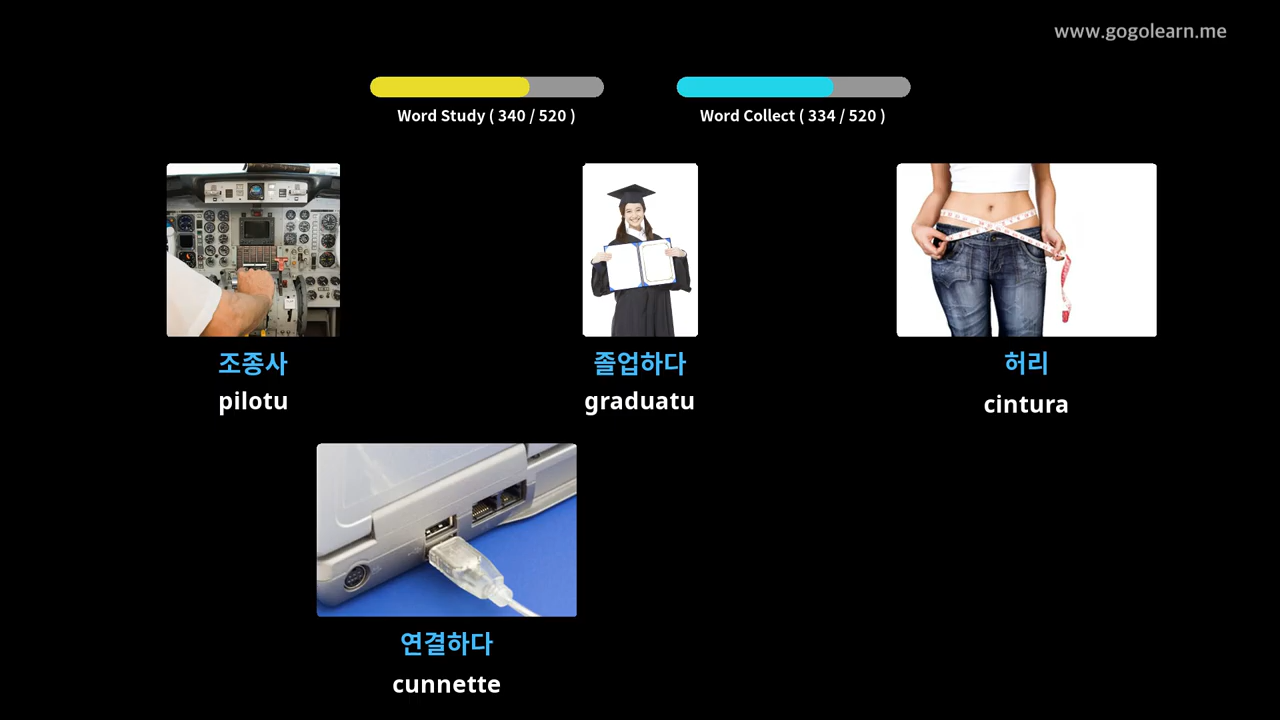 www.gogolearn.me
Word Study ( 340 / 520 )
Word Collect ( 334 / 520 )
조종사
pilotu
졸업하다
graduatu
허리
cintura
연결하다
cunnette